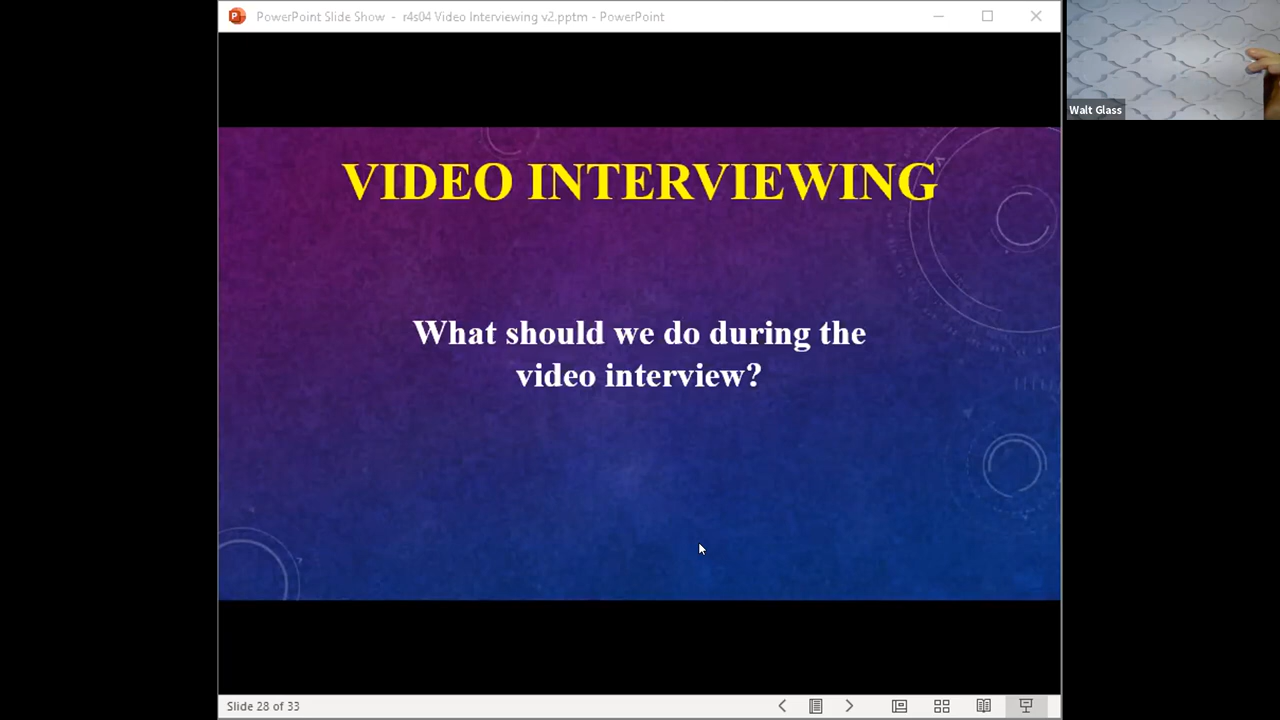 PowerPoint Slide Show - r4s04 Video Interviewing v2.pptm - PowerPoint
Walt Glass
VIDEO INTERVIEWING
What should we do during the
video interview?
Slide 28 of 33